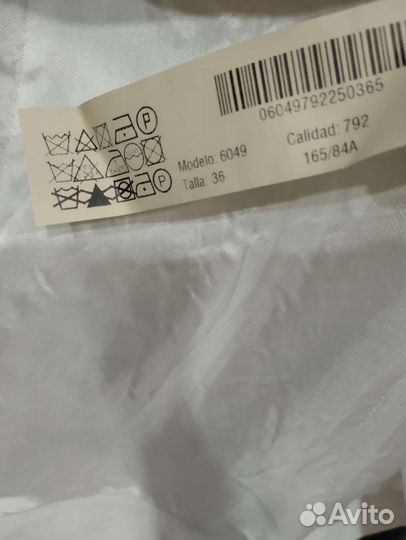 06049792250365
Modelo: 6049
Talla: 36
Calidad: 792
165/84A
P
P
P
Avito